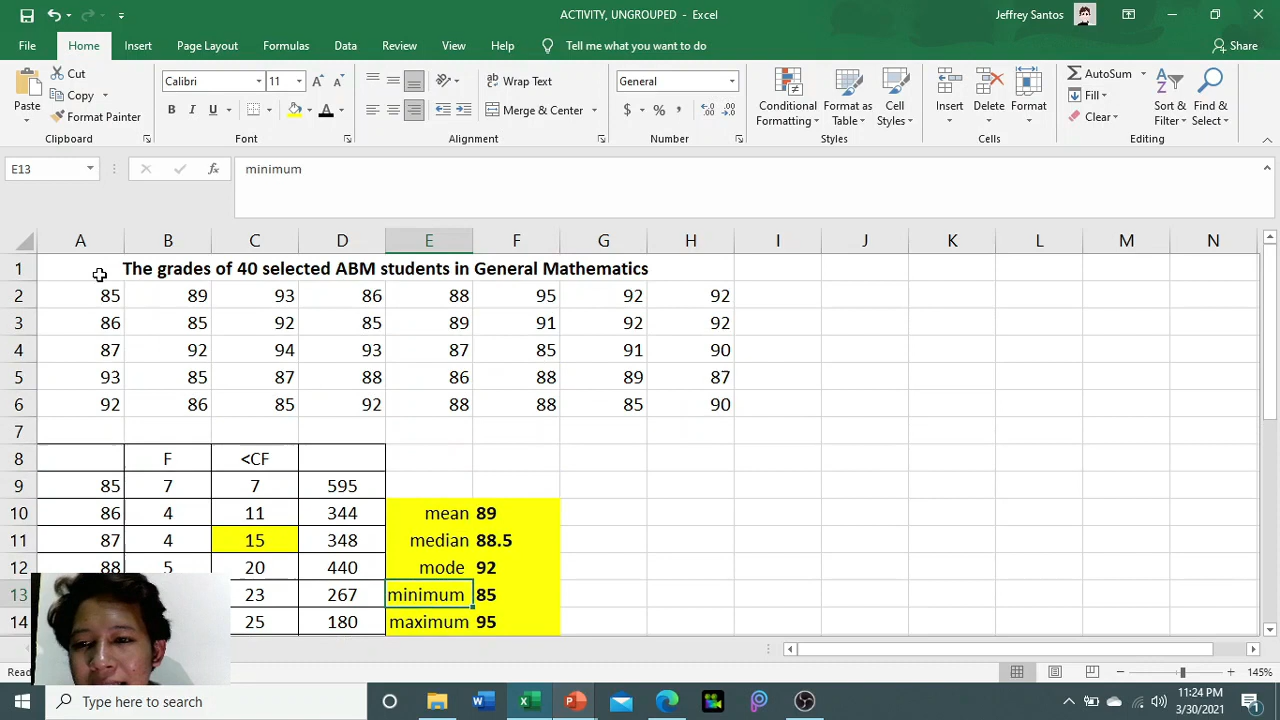 ACTIVITY, UNGROUPED - Excel
Jeffrey Santos
File Home Insert Page Layout Formulas Data Review View Help Tell me what you want to do Share
Paste Cut Copy Format Painter
Calibri 11 Wrap Text General
B I U Merge & Center $ %
Conditional Formatting Format as Table Cell Styles Insert Delete Format AutoSum Fill Clear Sort & Filter Find & Select
Clipboard Font Alignment Number Styles Cells Editing
E13 fx minimum
A B C D E F G H I J K L M N
1 The grades of 40 selected ABM students in General Mathematics
2 85 89 93 86 88 95 92 92
3 86 85 92 85 89 91 92 92
4 87 92 94 93 87 85 91 90
5 93 85 87 88 86 88 89 87
6 92 86 85 92 88 88 85 90
7
8 F <CF
9 85 7 7 595
10 86 4 11 344 mean 89
11 87 4 15 348 median 88.5
12 88 5 20 440 mode 92
13 23 267 minimum 85
14 25 180 maximum 95
145%
Type here to search
11:24 PM
3/30/2021